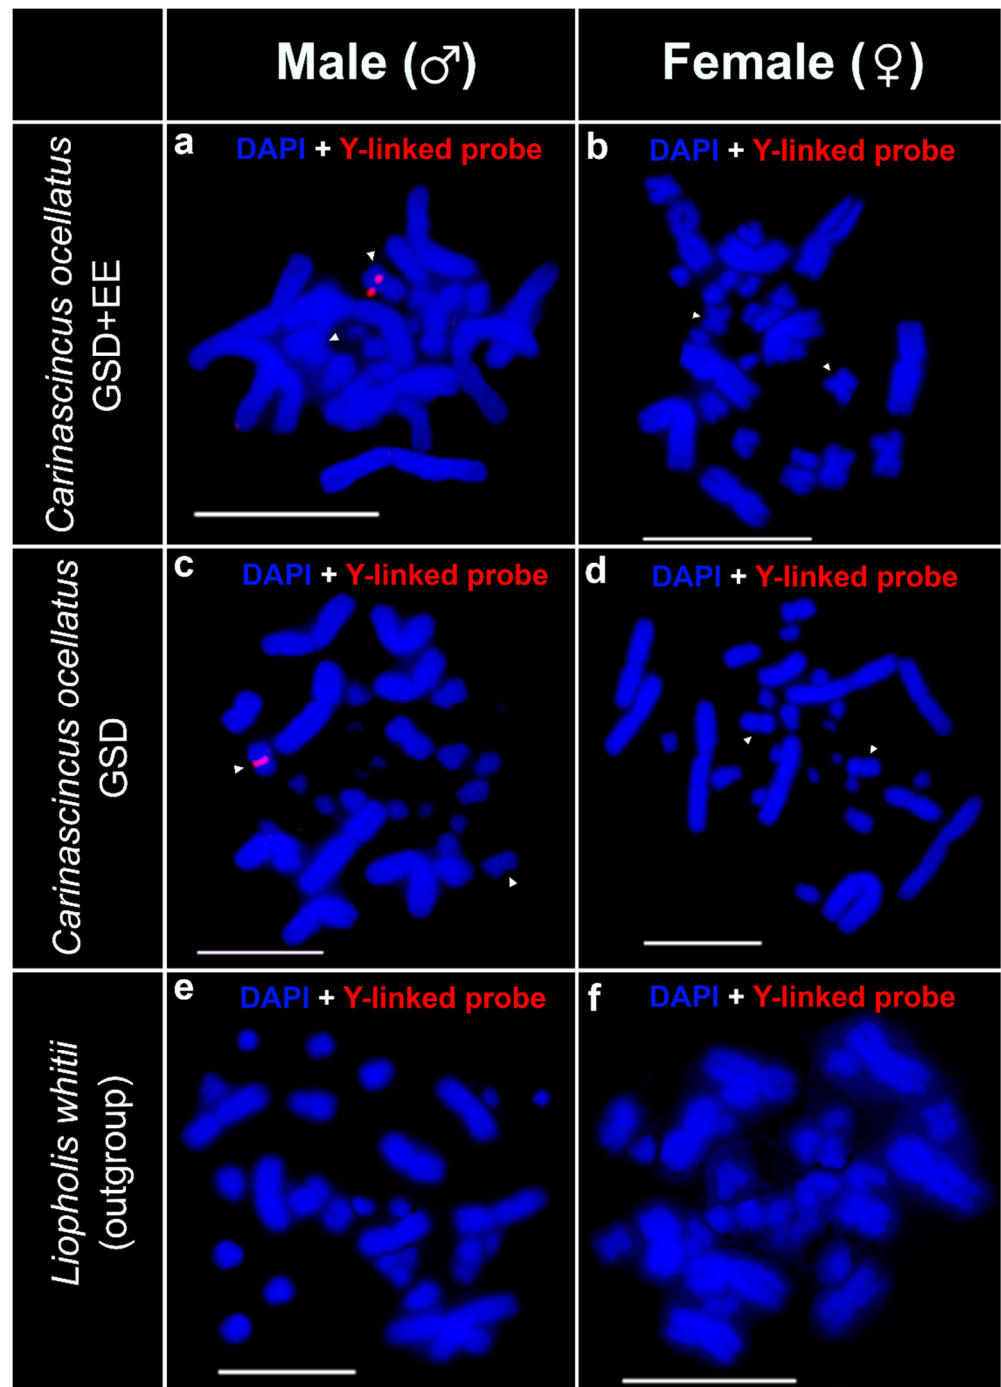 Male (♂)
Female (♀)
Carinascincus ocellatus
GSD+EE
a
DAPI + Y-linked probe
b
DAPI + Y-linked probe
Carinascincus ocellatus
GSD
c
DAPI + Y-linked probe
d
DAPI + Y-linked probe
Liopholis whitii
(outgroup)
e
DAPI + Y-linked probe
f
DAPI + Y-linked probe